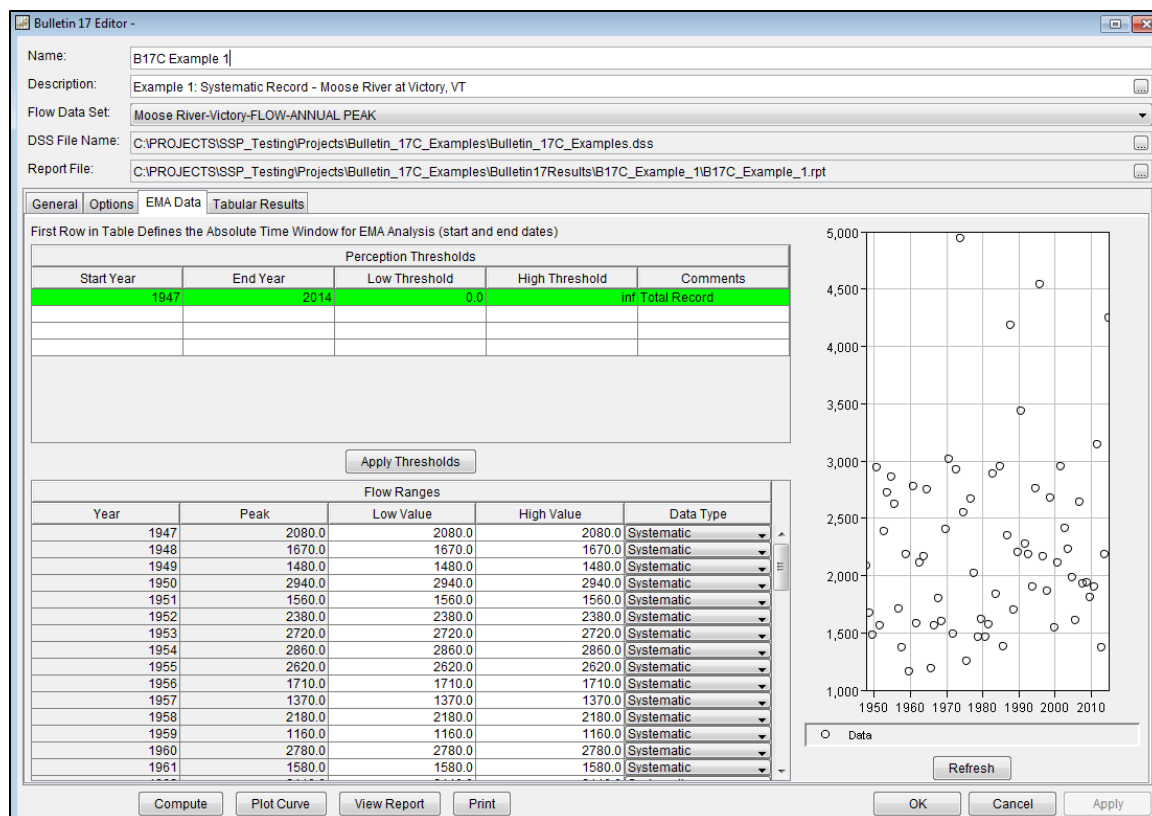 Bulletin 17 Editor -
Name: B17C Example 1
Description: Example 1: Systematic Record - Moose River at Victory, VT ...
Flow Data Set: Moose River-Victory-FLOW-ANNUAL PEAK
DSS File Name: C:\PROJECTS\SSP_Testing\Projects\Bulletin_17C_Examples\Bulletin_17C_Examples.dss ...
Report File: C:\PROJECTS\SSP_Testing\Projects\Bulletin_17C_Examples\Bulletin17Results\B17C_Example_1\B17C_Example_1.rpt ...
General Options EMA Data Tabular Results
First Row in Table Defines the Absolute Time Window for EMA Analysis (start and end dates)
Perception Thresholds
Start Year End Year Low Threshold High Threshold Comments
1947 2014 0.0 inf Total Record
Apply Thresholds
Flow Ranges
Year Peak Low Value High Value Data Type
1947 2080.0 2080.0 2080.0 Systematic
1948 1670.0 1670.0 1670.0 Systematic
1949 1480.0 1480.0 1480.0 Systematic
1950 2940.0 2940.0 2940.0 Systematic
1951 1560.0 1560.0 1560.0 Systematic
1952 2380.0 2380.0 2380.0 Systematic
1953 2720.0 2720.0 2720.0 Systematic
1954 2860.0 2860.0 2860.0 Systematic
1955 2620.0 2620.0 2620.0 Systematic
1956 1710.0 1710.0 1710.0 Systematic
1957 1370.0 1370.0 1370.0 Systematic
1958 2180.0 2180.0 2180.0 Systematic
1959 1160.0 1160.0 1160.0 Systematic
1960 2780.0 2780.0 2780.0 Systematic
1961 1580.0 1580.0 1580.0 Systematic
5,000
4,500
4,000
3,500
3,000
2,500
2,000
1,500
1,000
1950 1960 1970 1980 1990 2000 2010
Data
Refresh
Compute Plot Curve View Report Print OK Cancel Apply